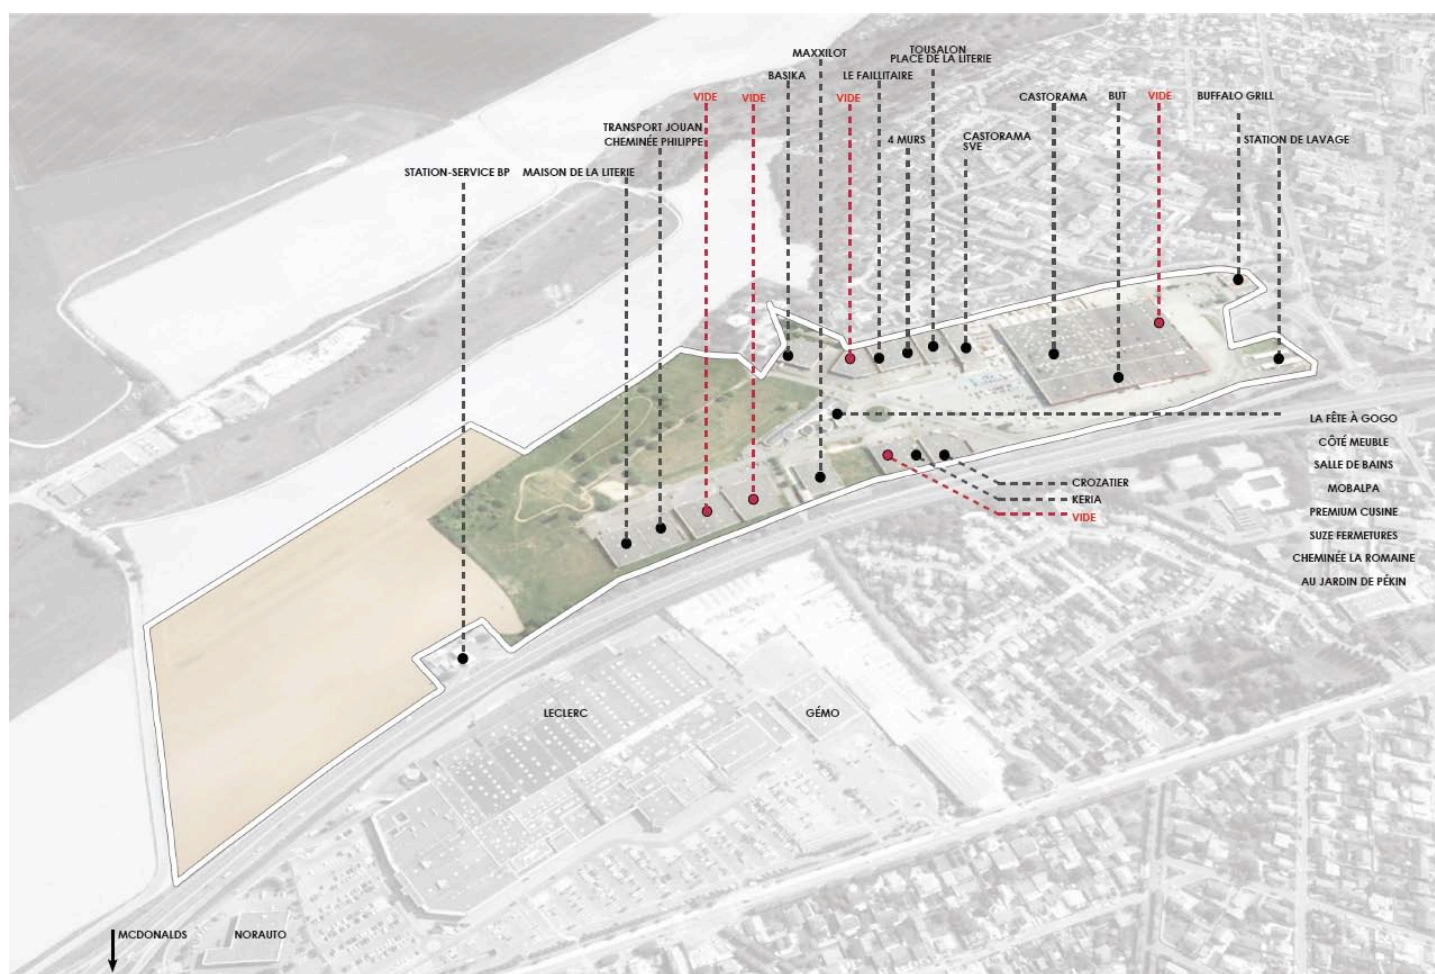 MAXXILOT
TOUSALON
PLACE DE LA LITERIE
BASIKA
LE FAILLITAIRE
VIDE
VIDE
VIDE
CASTORAMA
BUT
VIDE
BUFFALO GRILL
TRANSPORT JOUAN
CHEMINÉE PHILIPPE
4 MURS
CASTORAMA
SVE
STATION DE LAVAGE
STATION-SERVICE BP
MAISON DE LA LITERIE
LA FÊTE À GOGO
CÔTÉ MEUBLE
SALLE DE BAINS
MOBALPA
PREMIUM CUSINE
SUZE FERMETURES
CHEMINÉE LA ROMAINE
AU JARDIN DE PÉKIN
CROZATIER
KERIA
VIDE
LECLERC
GÉMO
MCDONALDS
NORAUTO